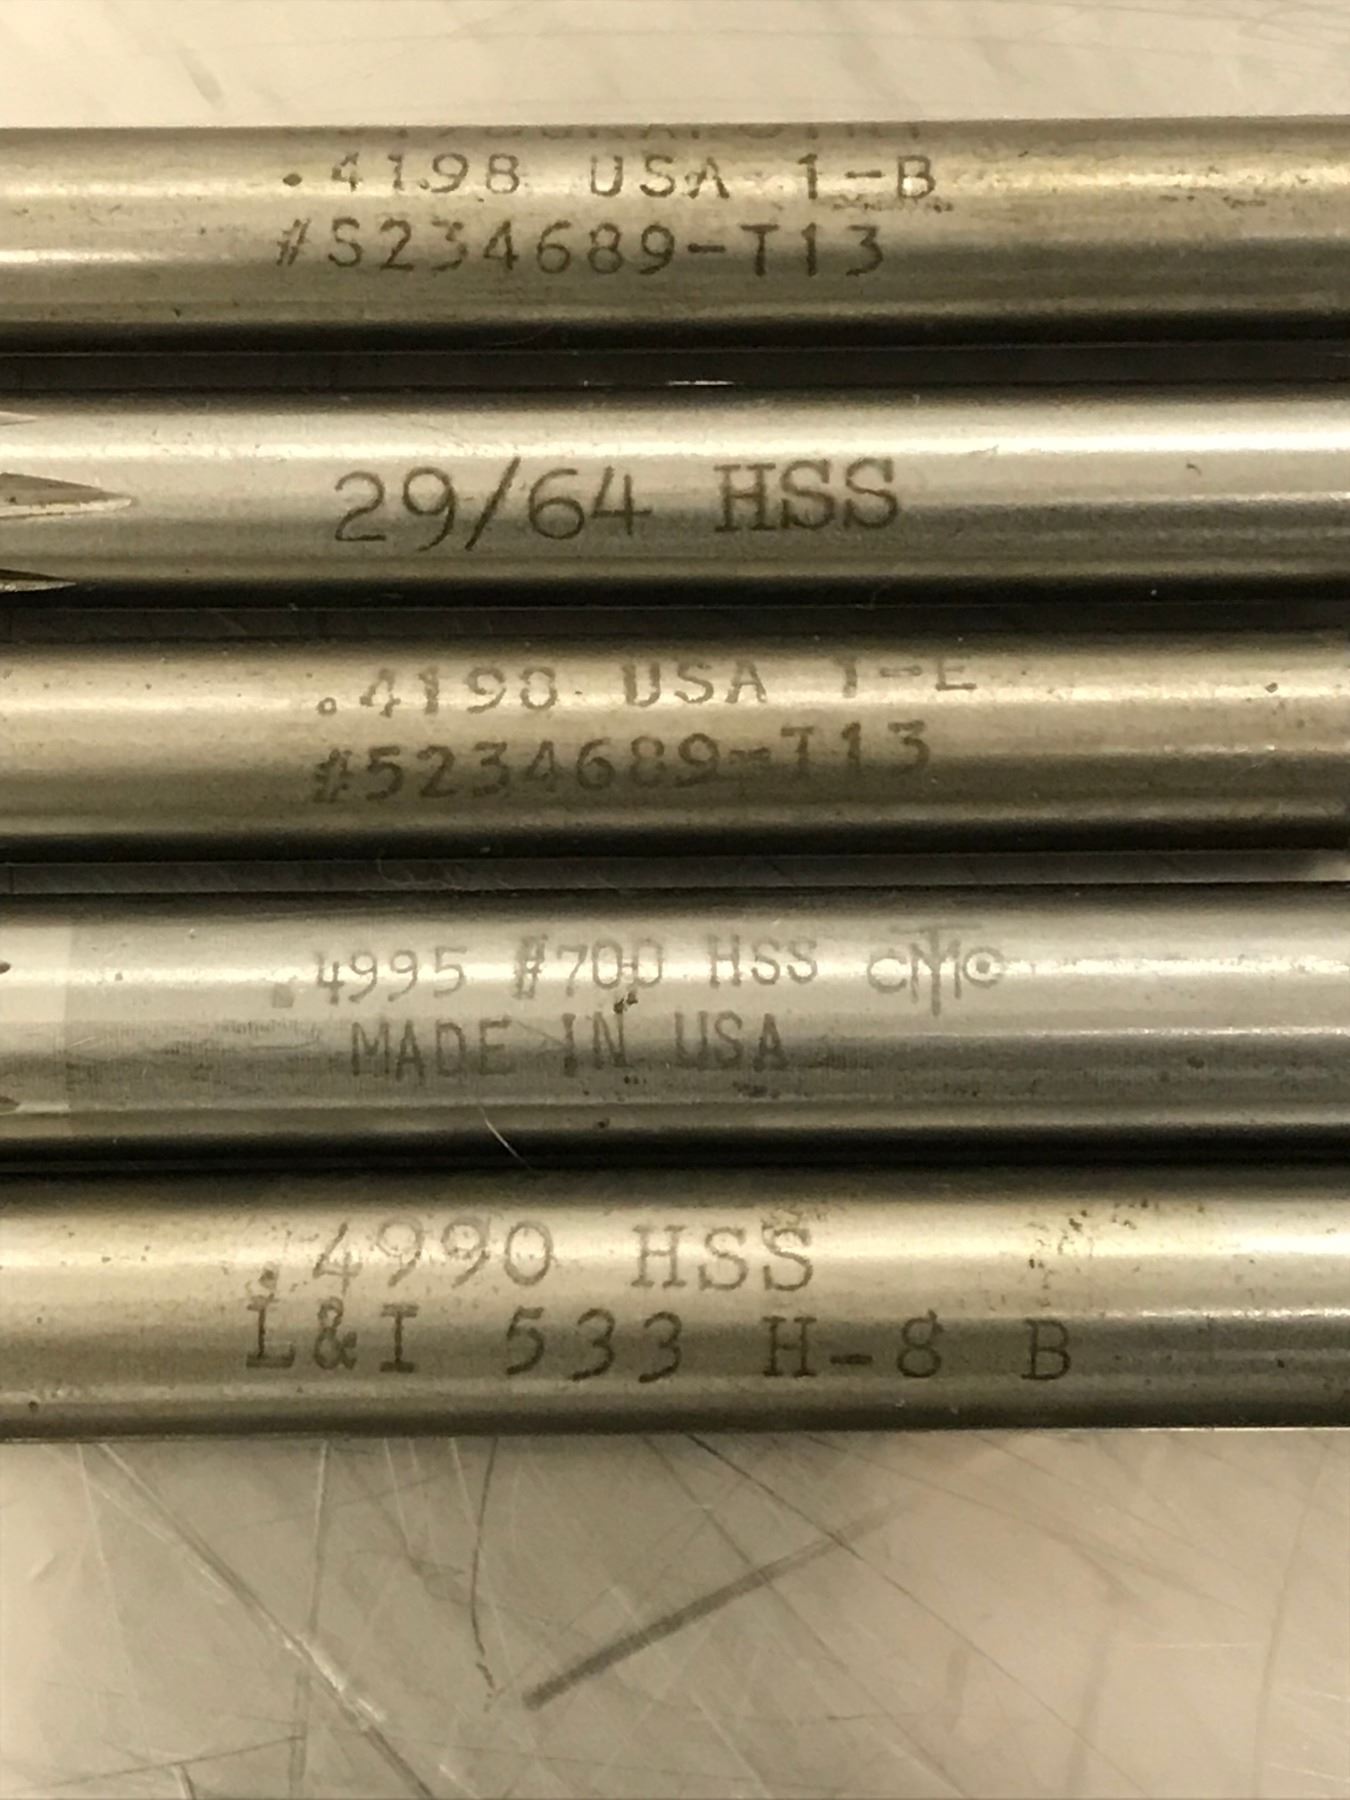 .4198 USA 1-B
#S234689-T13
29/64 HSS
.4198 USA 1-E
#5234689-T13
.4995 #700 HSS
MADE IN USA
.4990 HSS
L&I 533 H-8 B